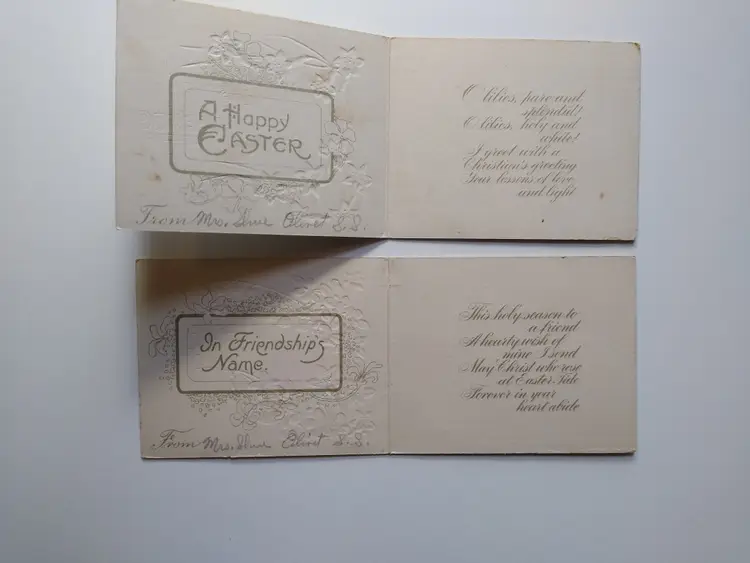 A Happy
EASTER
From Mrs. Olivet S.S.
O lilies, pure and
splendid!
O lilies, holy and
white!
I greet with a
Christian's greeting
Your lessons of love
and light
In Friendship's
Name.
From Mrs. Olivet S.S.
This holy season to
a friend
A hearty wish of
mine I send
May Christ who rose
at Easter Tide
Forever in your
heart abide